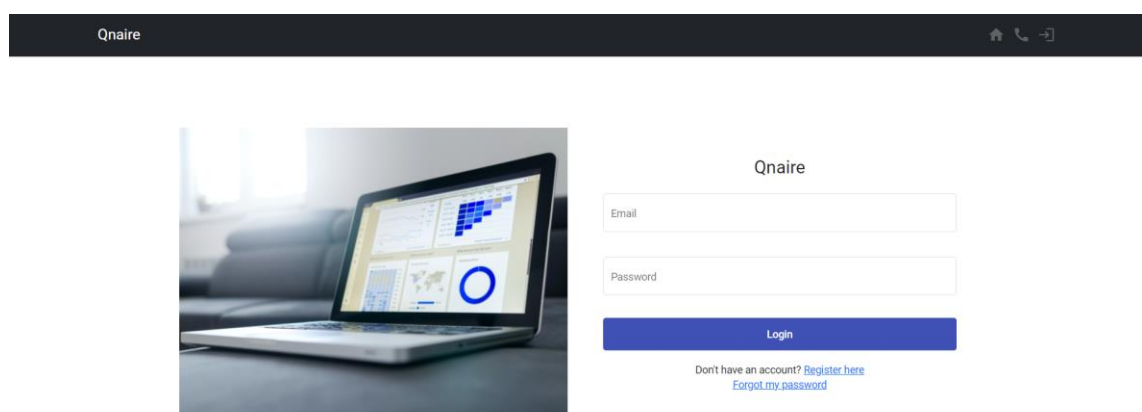 Qnaire
Qnaire
Email
Password
Login
Don't have an account? Register here
Forgot my password